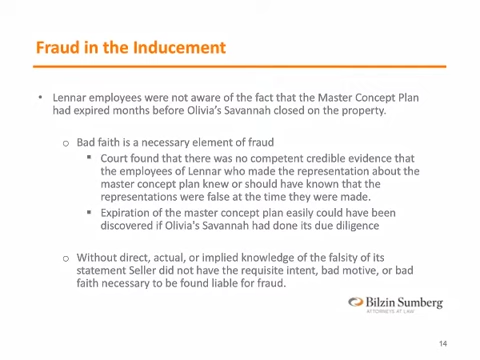 Fraud in the Inducement
• Lennar employees were not aware of the fact that the Master Concept Plan
had expired months before Olivia's Savannah closed on the property.
o Bad faith is a necessary element of fraud
▪ Court found that there was no competent credible evidence that
the employees of Lennar who made the representation about the
master concept plan knew or should have known that the
representations were false at the time they were made.
▪ Expiration of the master concept plan easily could have been
discovered if Olivia's Savannah had done its due diligence
o Without direct, actual, or implied knowledge of the falsity of its
statement Seller did not have the requisite intent, bad motive, or bad
faith necessary to be found liable for fraud.
Bilzin Sumberg
ATTORNEYS AT LAW
14